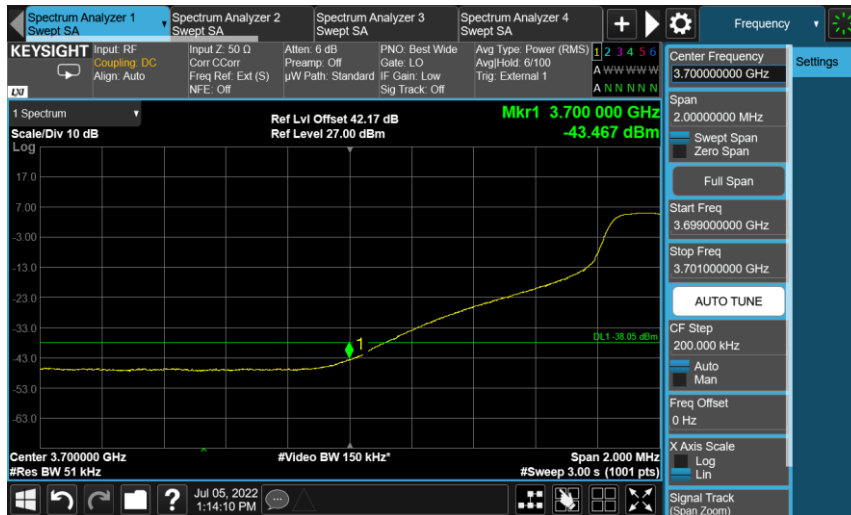 Spectrum Analyzer 1
Swept SA
Spectrum Analyzer 2
Swept SA
Spectrum Analyzer 3
Swept SA
Spectrum Analyzer 4
Swept SA
+
Frequency
KEYSIGHT
LXI
Input: RF
Coupling: DC
Align: Auto
Input Z: 50 Ω
Corr CCorr
Freq Ref: Ext (S)
NFE: Off
Atten: 6 dB
Preamp: Off
µW Path: Standard
PNO: Best Wide
Gate: LO
IF Gain: Low
Sig Track: Off
Avg Type: Power (RMS)
Avg|Hold: 6/100
Trig: External 1
1 2 3 4 5 6
A W W W W W
A N N N N N
1 Spectrum
Scale/Div 10 dB
Log
Ref Lvl Offset 42.17 dB
Ref Level 27.00 dBm
Mkr1 3.700 000 GHz
-43.467 dBm
17.0
7.00
-3.00
-13.0
-23.0
-33.0
-43.0
-53.0
-63.0
DL1 -38.05 dBm
1
Center 3.700000 GHz
#Res BW 51 kHz
#Video BW 150 kHz*
Span 2.000 MHz
#Sweep 3.00 s (1001 pts)
Jul 05, 2022
1:14:10 PM
?
Settings
Center Frequency
3.700000000 GHz
Span
2.00000000 MHz
Swept Span
Zero Span
Full Span
Start Freq
3.699000000 GHz
Stop Freq
3.701000000 GHz
AUTO TUNE
CF Step
200.000 kHz
Auto
Man
Freq Offset
0 Hz
X Axis Scale
Log
Lin
Signal Track
(Span Zoom)